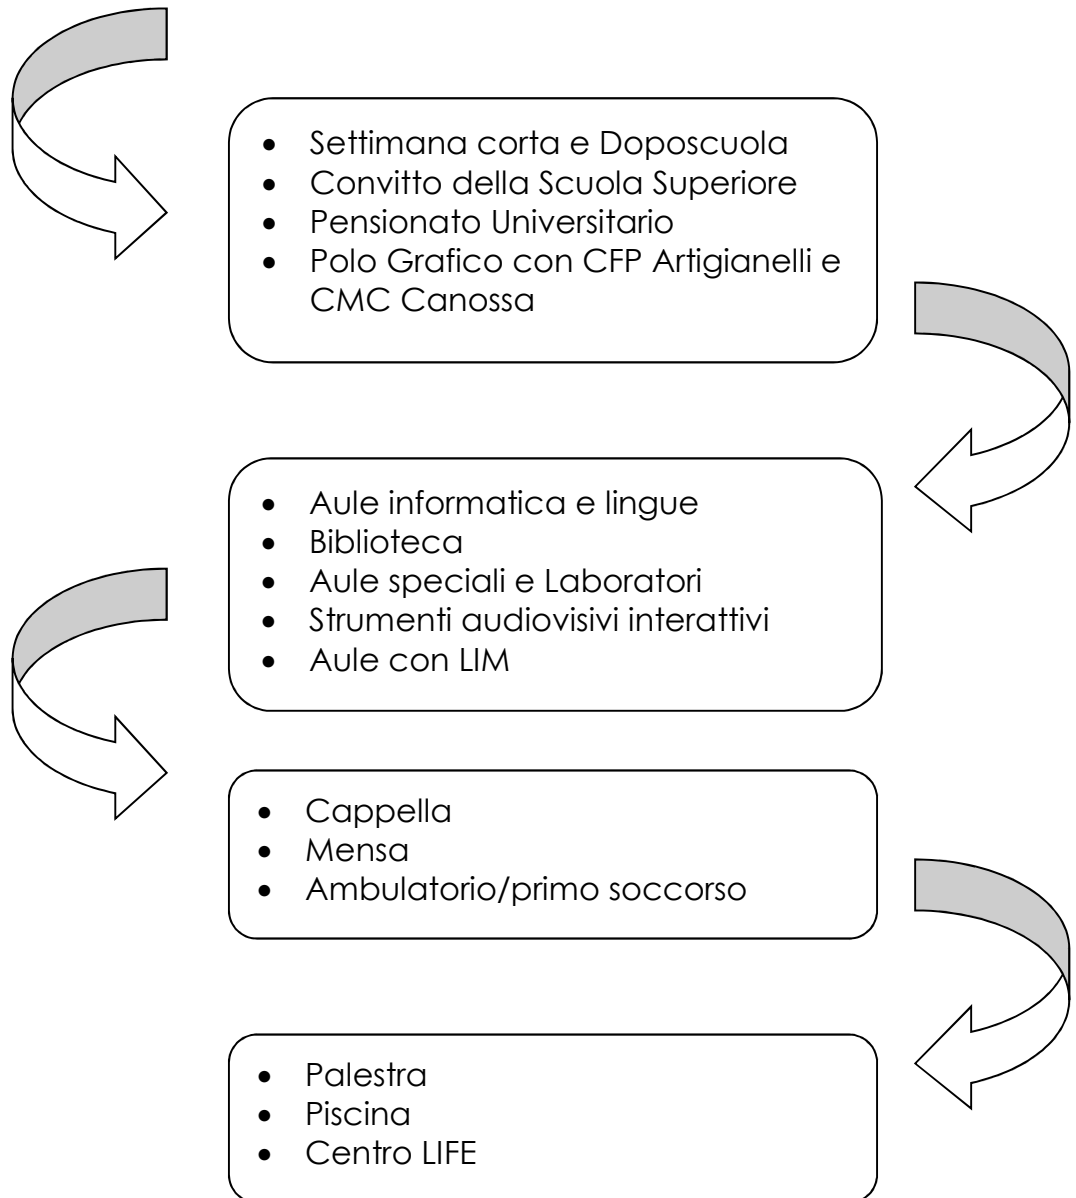 • Settimana corta e Doposcuola
• Convitto della Scuola Superiore
• Pensionato Universitario
• Polo Grafico con CFP Artigianelli e
CMC Canossa
• Aule informatica e lingue
• Biblioteca
• Aule speciali e Laboratori
• Strumenti audiovisivi interattivi
• Aule con LIM
• Cappella
• Mensa
• Ambulatorio/primo soccorso
• Palestra
• Piscina
• Centro LIFE